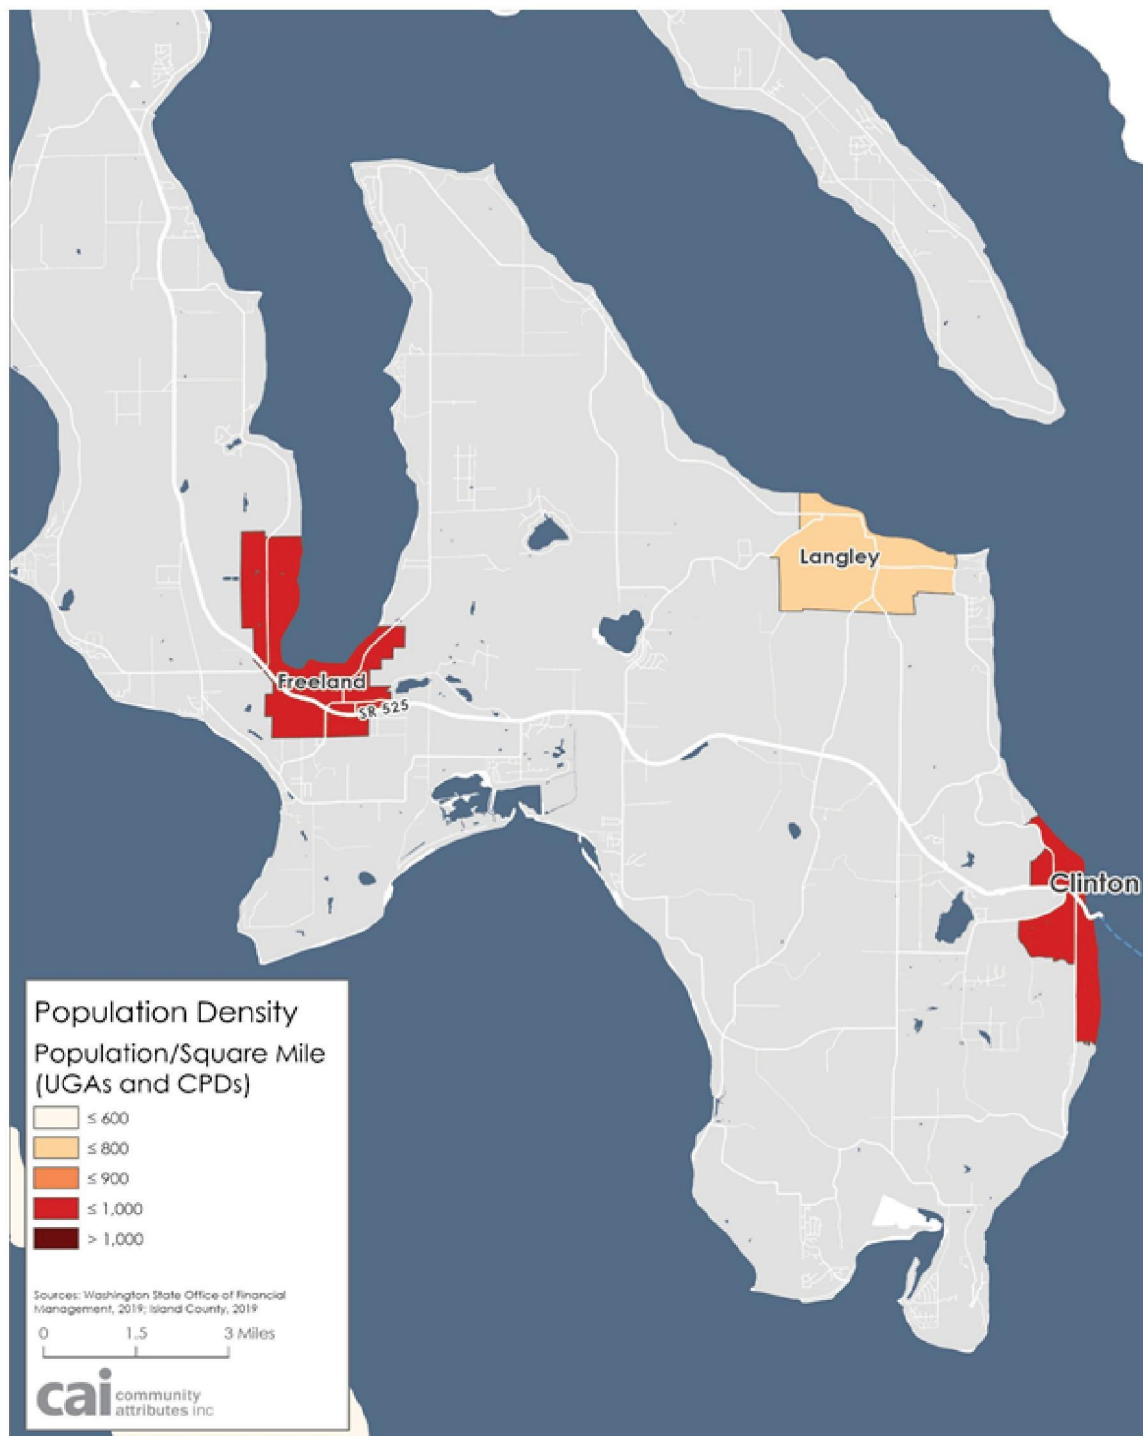 Langley
Freeland
SR 525
Clinton
Population Density
Population/Square Mile
(UGAs and CPDs)
≤ 600
≤ 800
≤ 900
≤ 1,000
> 1,000
Sources: Washington State Office of Financial
Management, 2019; Island County, 2019
0 1.5 3 Miles
cai community
attributes inc